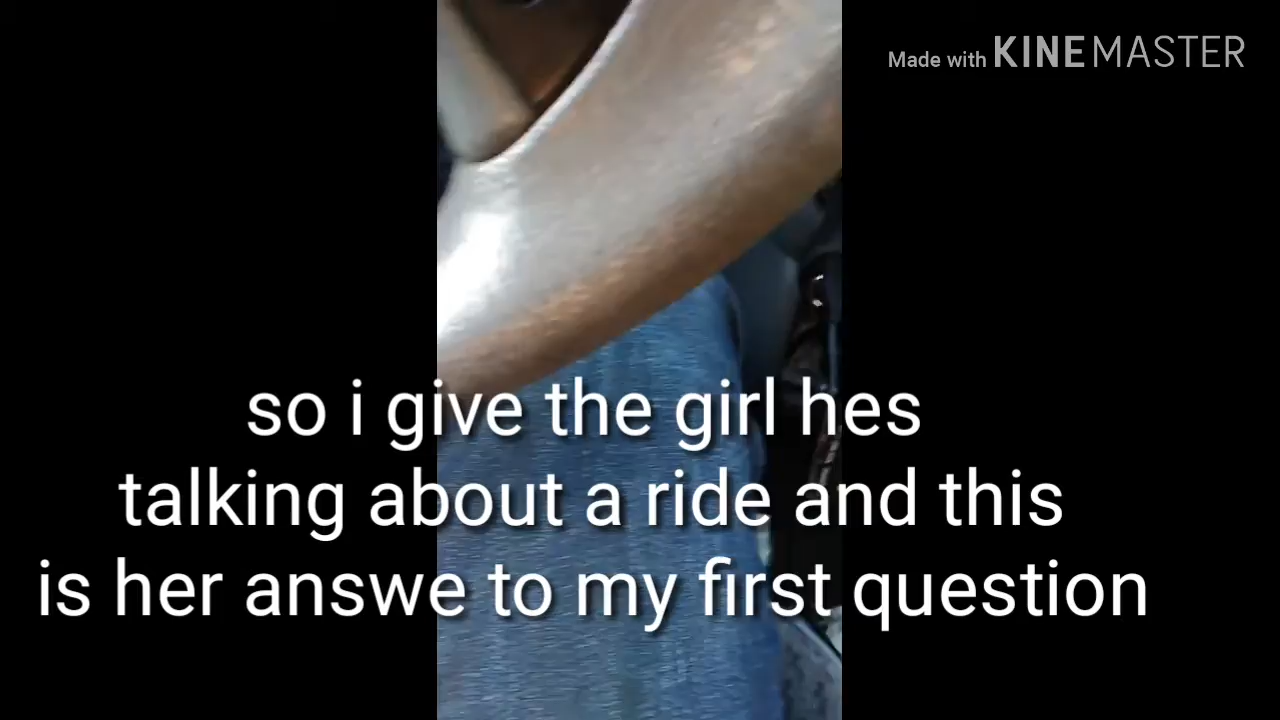 Made with KINEMASTER
so i give the girl hes
talking about a ride and this
is her answe to my first question